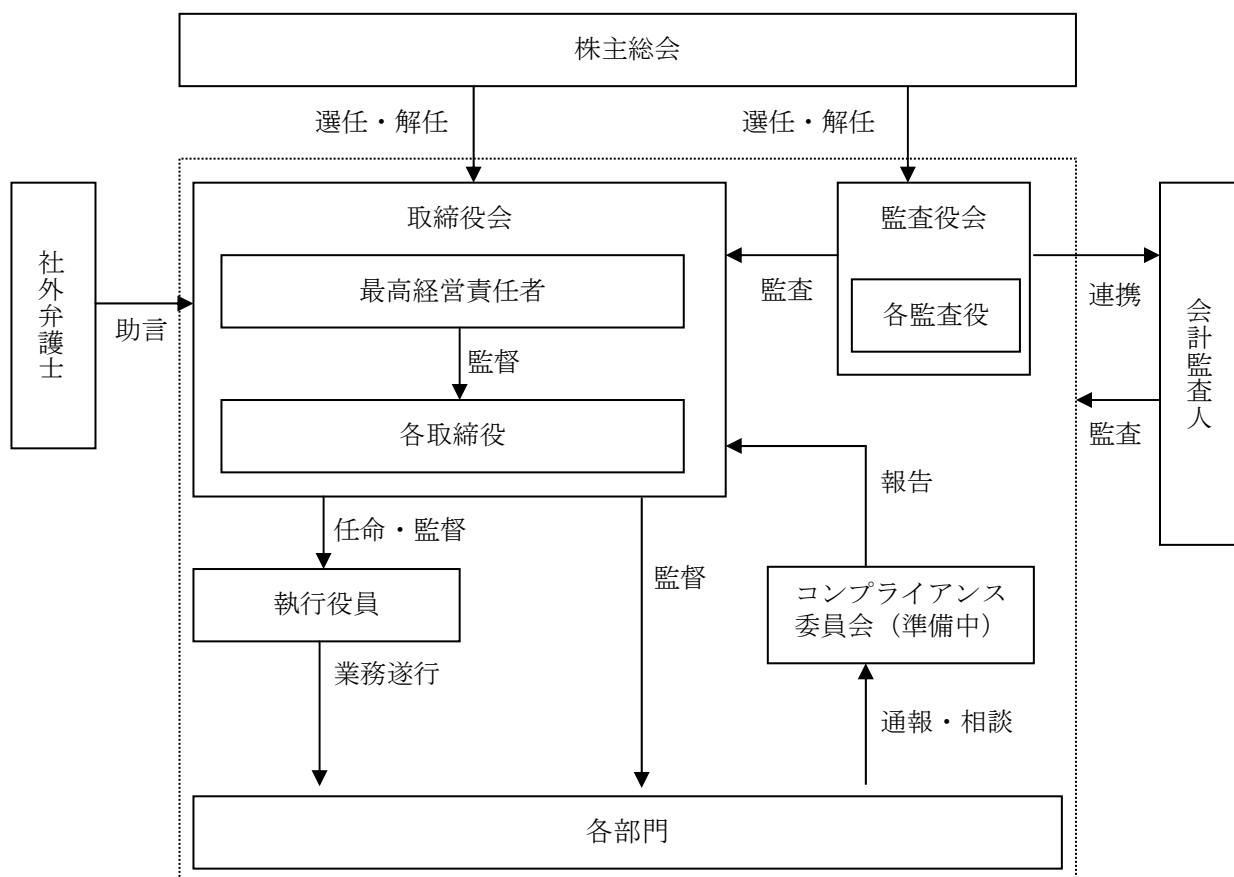 株主総会
選任・解任
選任・解任
社外弁護士
助言
取締役会
最高経営責任者
監督
各取締役
監査
監査役会
各監査役
連携
監査
会計監査人
任命・監督
監督
報告
執行役員
コンプライアンス
委員会（準備中）
業務遂行
通報・相談
各部門